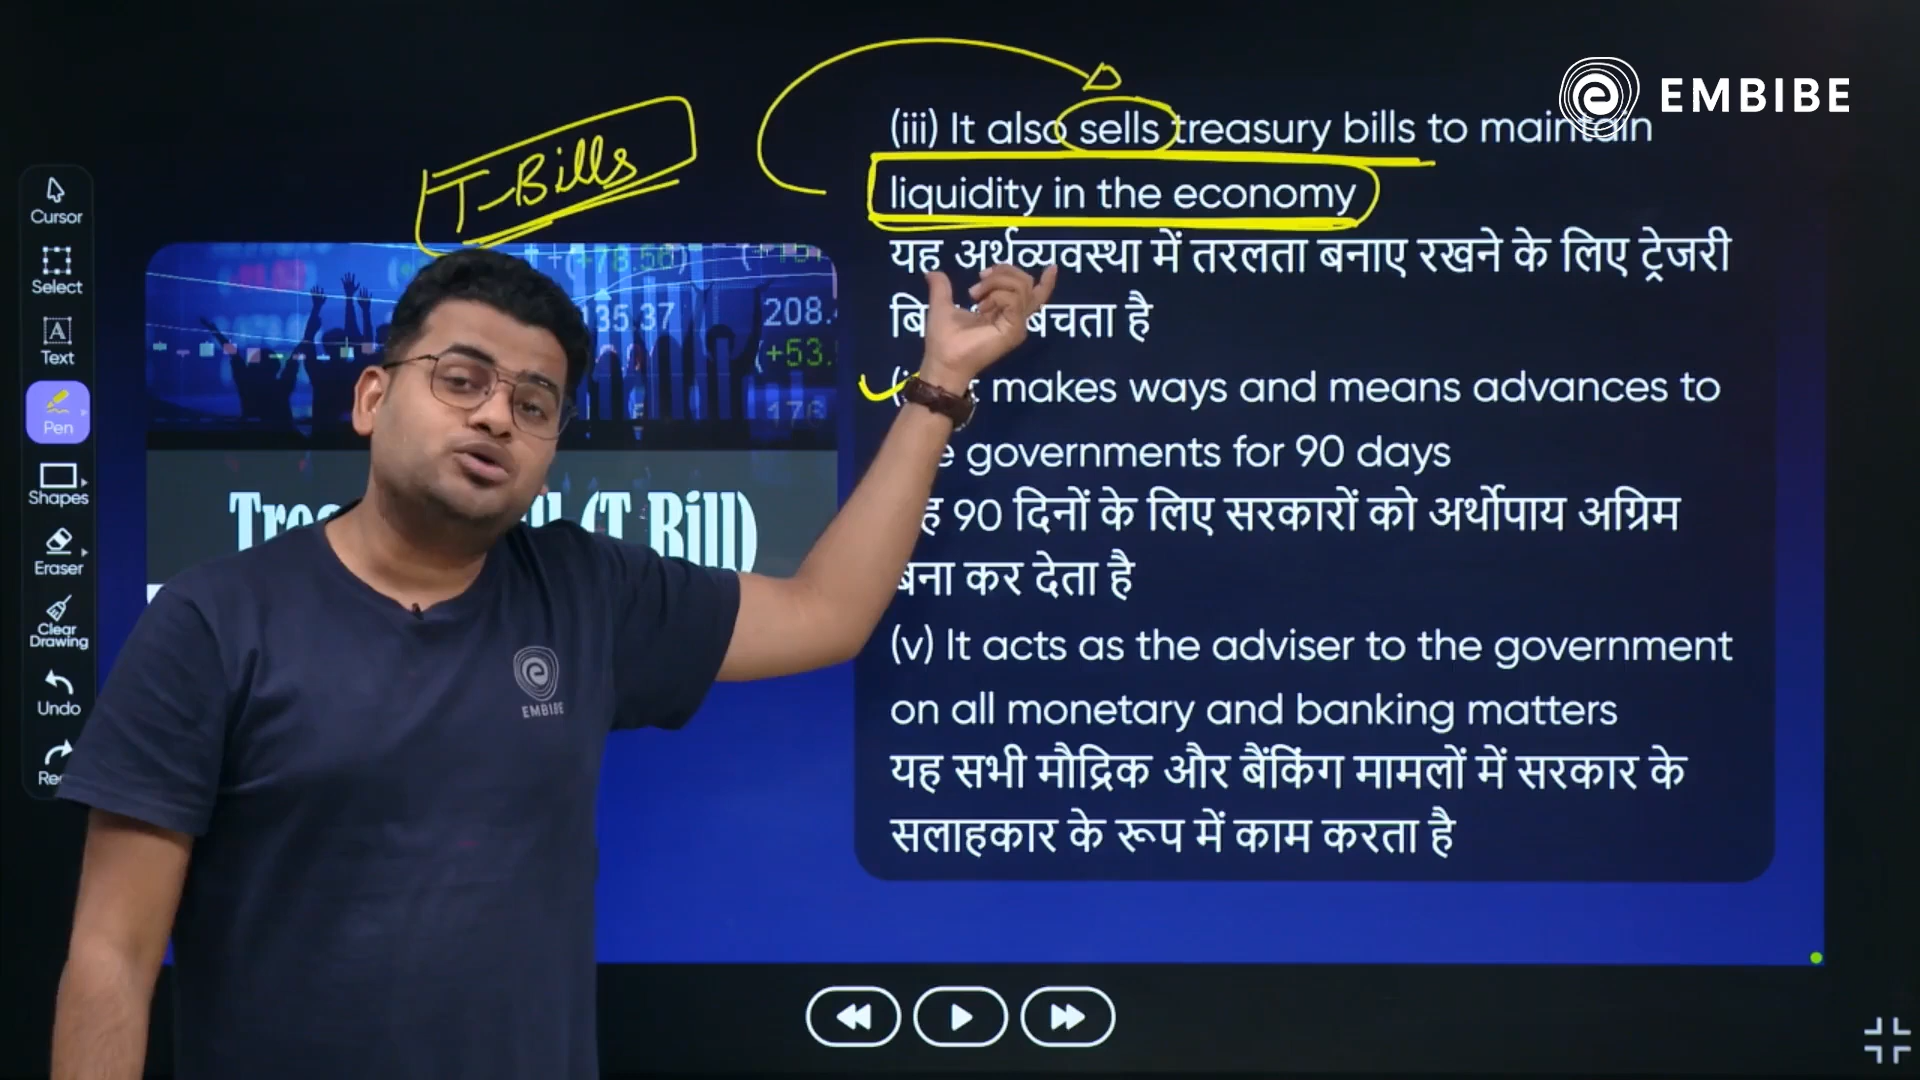 EMBIBE
T-Bills
(iii) It also sells treasury bills to maintain
liquidity in the economy
यह अर्थव्यवस्था में तरलता बनाए रखने के लिए ट्रेजरी
बेचता है
makes ways and means advances to
governments for 90 days
90 दिनों के लिए सरकारों को अर्थोपाय अग्रिम
बना कर देता है
(v) It acts as the adviser to the government
on all monetary and banking matters
यह सभी मौद्रिक और बैंकिंग मामलों में सरकार के
सलाहकार के रूप में काम करता है
Cursor
Select
A
Text
Pen
Shapes
Eraser
Clear
Drawing
Undo
(+78.56)
135.37
208.
(+53.
176
(T Bill)
EMBIBE